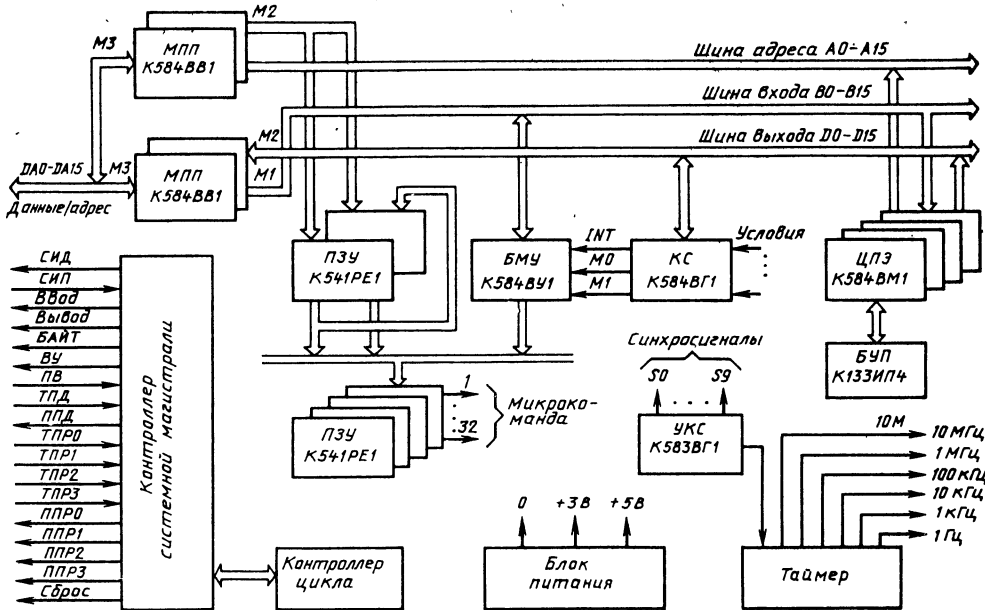 М2
М3
МПП
К584ВВ1
Шина адреса А0-А15
Шина входа В0-В15
М2
Шина выхода D0-D15
DA0-DA15
М3
МПП
К584ВВ1
М1
Данные/адрес
ПЗУ
К541РЕ1
БМУ
К584ВУ1
INT
М0
М1
КС
К584ВГ1
Условия
ЦПЭ
К584ВМ1
БУП
К133ИП4
СИД
СИП
Ввод
Вывод
БАЙТ
ВУ
ПВ
ТПД
ППД
ТПР0
ТПР1
ТПР2
ТПР3
ППР0
ППР1
ППР2
ППР3
Сброс
Контроллер
системной магистрали
ПЗУ
К541РЕ1
1
32
Микроко-
манда
Синхросигналы
S0 S9
УКС
К583ВГ1
10М
10 МГц
1 МГц
100 кГц
10 кГц
1 кГц
1 Гц
Таймер
0 +3В +5В
Блок
питания
Контроллер
цикла